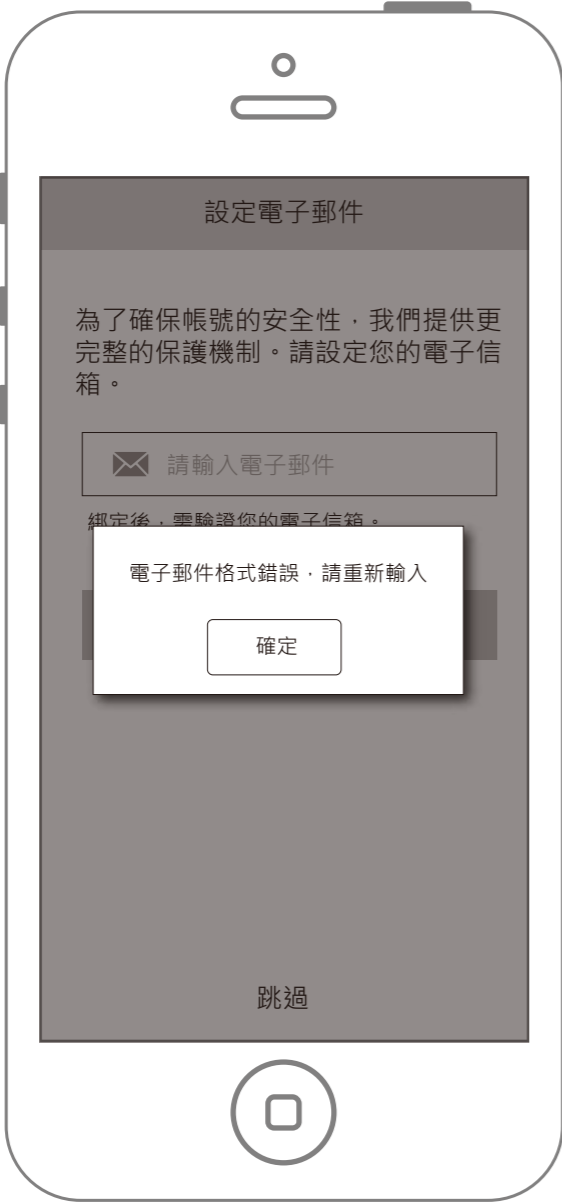 設定電子郵件
為了確保帳號的安全性，我們提供更
完整的保護機制。請設定您的電子信
箱。
請輸入電子郵件
綁定後，需驗證您的電子信箱。
電子郵件格式錯誤，請重新輸入
確定
跳過